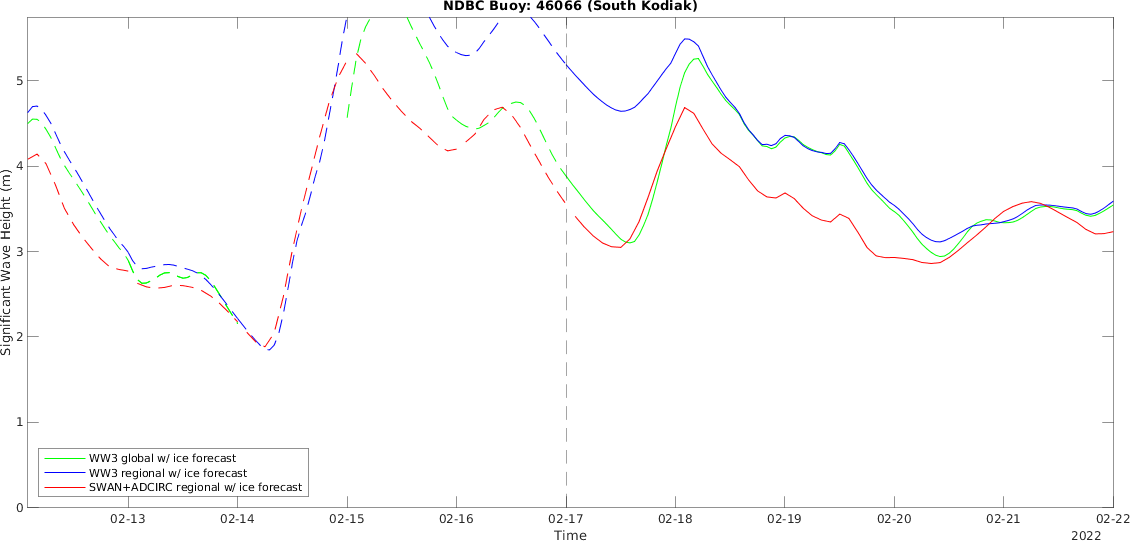 NDBC Buoy: 46066 (South Kodiak)
Significant Wave Height (m)
5
4
3
2
1
0
WW3 global w/ ice forecast
WW3 regional w/ ice forecast
SWAN+ADCIRC regional w/ ice forecast
02-13 02-14 02-15 02-16 02-17 02-18 02-19 02-20 02-21 02-22
Time
2022